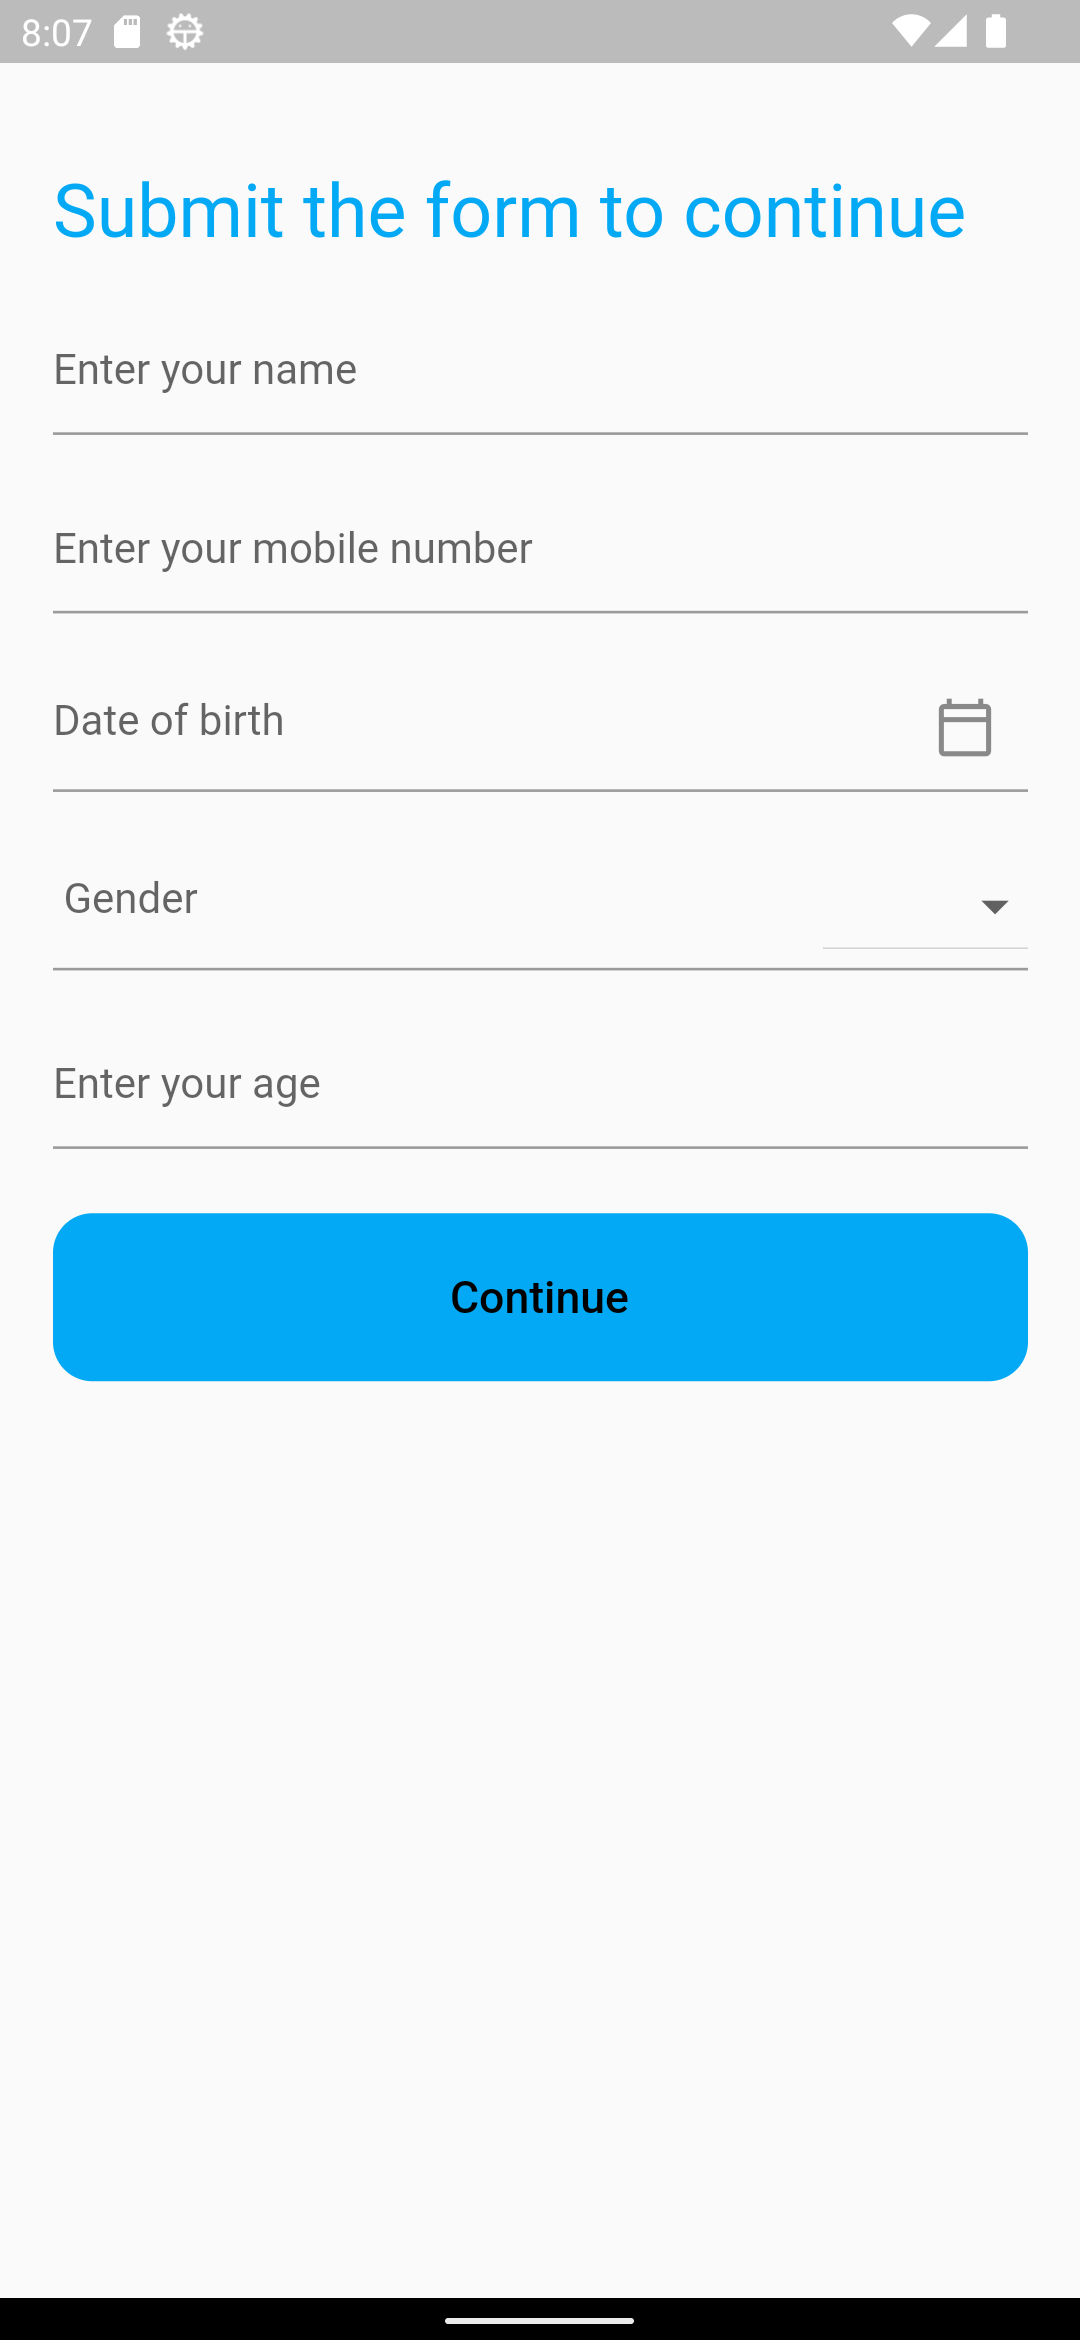 8:07
Submit the form to continue
Enter your name
Enter your mobile number
Date of birth
Gender
Enter your age
Continue